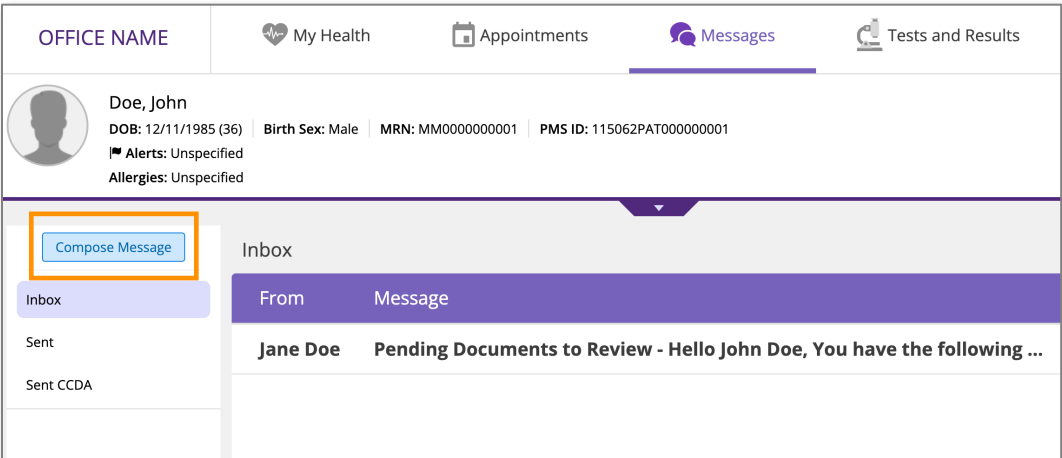 OFFICE NAME
My Health
Appointments
Messages
Tests and Results
Doe, John
DOB: 12/11/1985 (36) Birth Sex: Male MRN: MM0000000001 PMS ID: 115062PAT000000001
Alerts: Unspecified
Allergies: Unspecified
Compose Message
Inbox
Sent
Sent CCDA
Inbox
From Message
Jane Doe Pending Documents to Review - Hello John Doe, You have the following ...